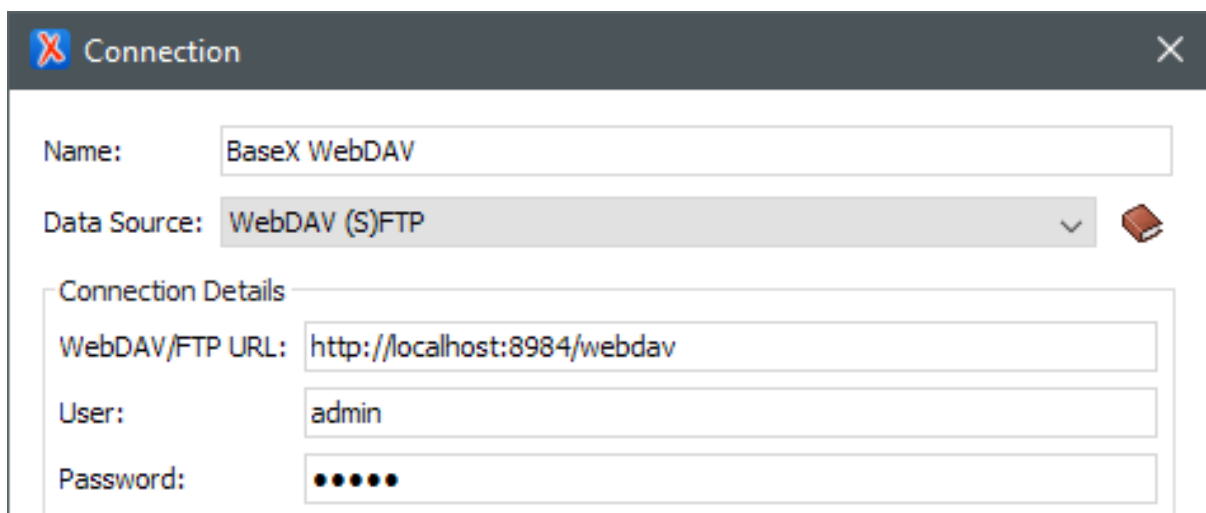 Connection
Name: BaseX WebDAV
Data Source: WebDAV (S)FTP
Connection Details
WebDAV/FTP URL: http://localhost:8984/webdav
User: admin
Password: •••••